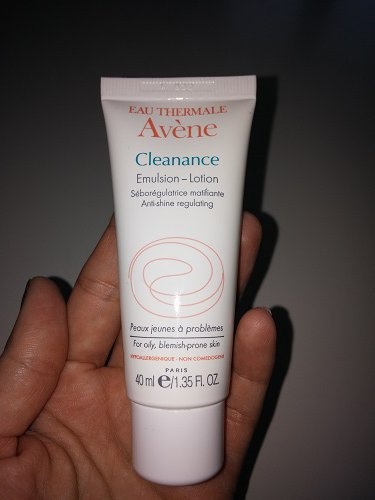 EAU THERMALE
Avène
Cleanance
Emulsion – Lotion
Séborégulatrice matifiante
Anti-shine regulating
Peaux jeunes à problèmes
For oily, blemish-prone skin
HYPOALLERGENIQUE - NON COMEDOGENE
PARIS
40 ml e/1.35 FL. OZ.